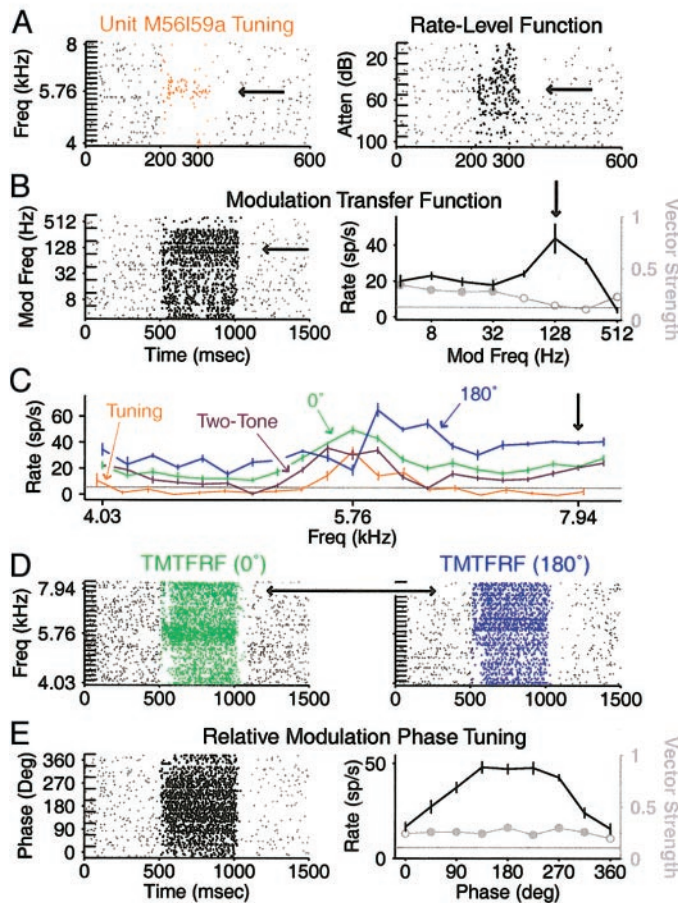 A
Unit M56I59a Tuning
Rate-Level Function
Freq (kHz)
8
5.76
4
0
200
300
600
Atten (dB)
20
60
100
0
200
300
600
B
Modulation Transfer Function
Mod Freq (Hz)
512
128
32
8
0
500
1000
1500
Time (msec)
Rate (sp/s)
40
20
0
8
32
128
512
Mod Freq (Hz)
1
0.5
0
Vector Strength
C
Rate (sp/s)
60
40
20
0
Tuning
Two-Tone
0°
180°
4.03
5.76
7.94
Freq (kHz)
D
TMTFRF (0°)
TMTFRF (180°)
Freq (kHz)
7.94
5.76
4.03
0
500
1000
1500
0
500
1000
1500
E
Relative Modulation Phase Tuning
Phase (Deg)
360
270
180
90
0
0
500
1000
1500
Time (msec)
Rate (sp/s)
50
0
0
90
180
270
360
Phase (deg)
1
0.5
0
Vector Strength